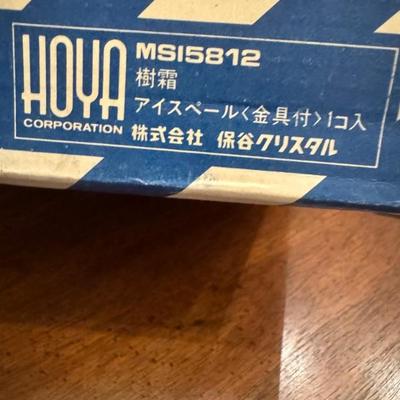 HOYA
CORPORATION
MS15812
樹霜
アイスペール〈金具付〉1コ入
株式会社 保谷クリスタル